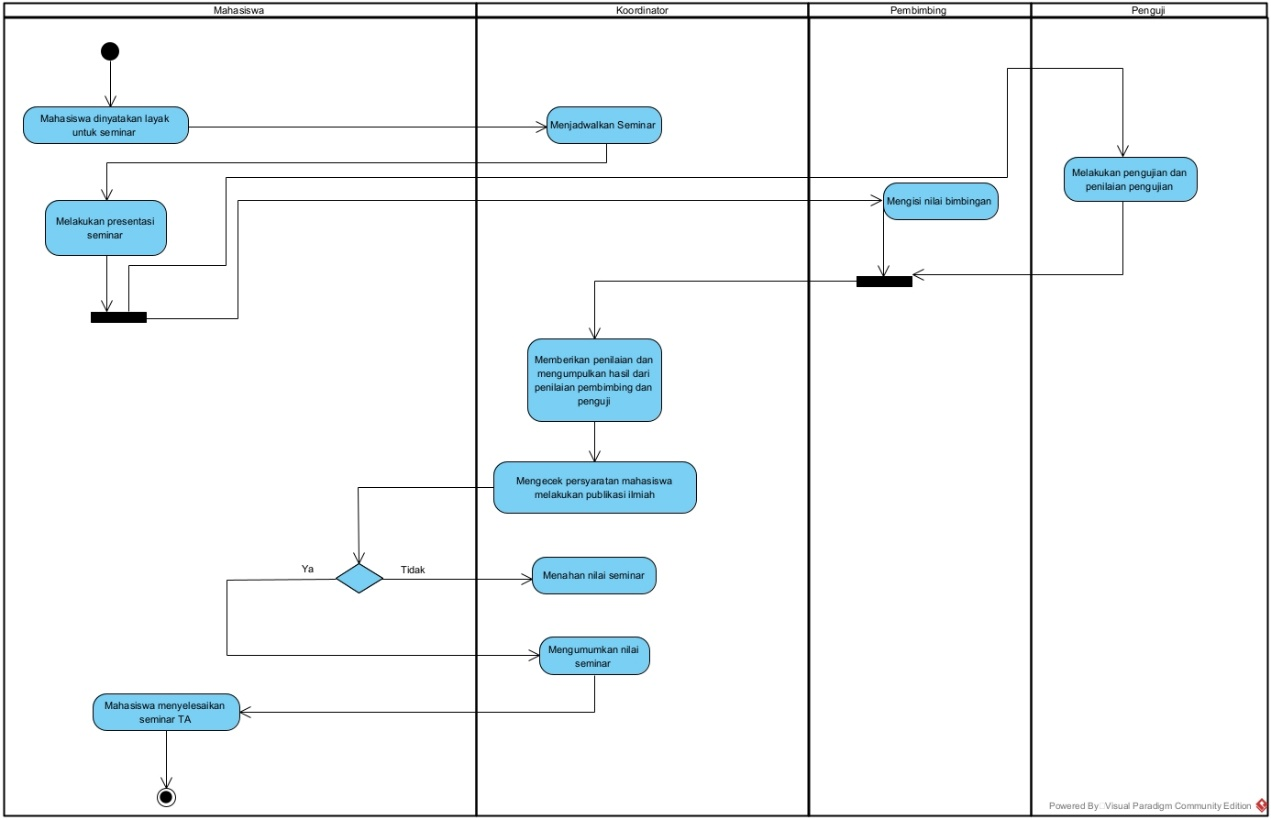 Mahasiswa
Koordinator
Pembimbing
Penguji
Mahasiswa dinyatakan layak
untuk seminar
Menjadwalkan Seminar
Melakukan pengujian dan
penilaian pengujian
Mengisi nilai bimbingan
Melakukan presentasi
seminar
Memberikan penilaian dan
mengumpulkan hasil dari
penilaian pembimbing dan
penguji
Mengecek persyaratan mahasiswa
melakukan publikasi ilmiah
Ya
Tidak
Menahan nilai seminar
Mengumumkan nilai
seminar
Mahasiswa menyelesaikan
seminar TA
Powered By Visual Paradigm Community Edition